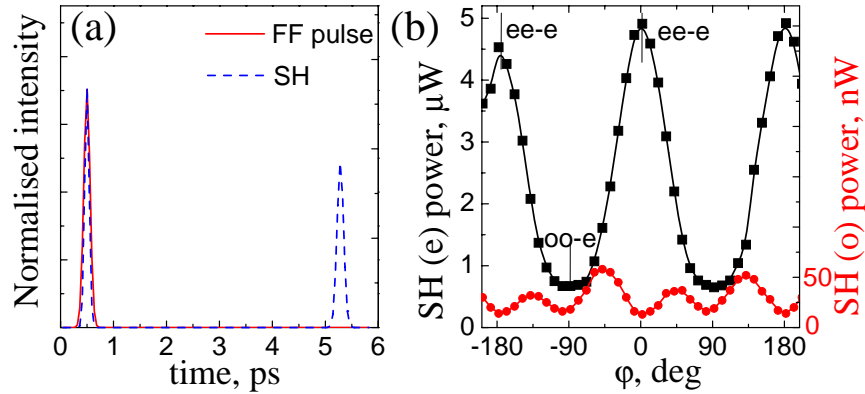 (a)
FF pulse
SH
Normalised intensity
0 1 2 3 4 5 6
time, ps
(b)
ee-e
ee-e
oo-e
SH (e) power, μW
5
4
3
2
1
0
-180 -90 0 90 180
φ, deg
50
0
SH (o) power, nW